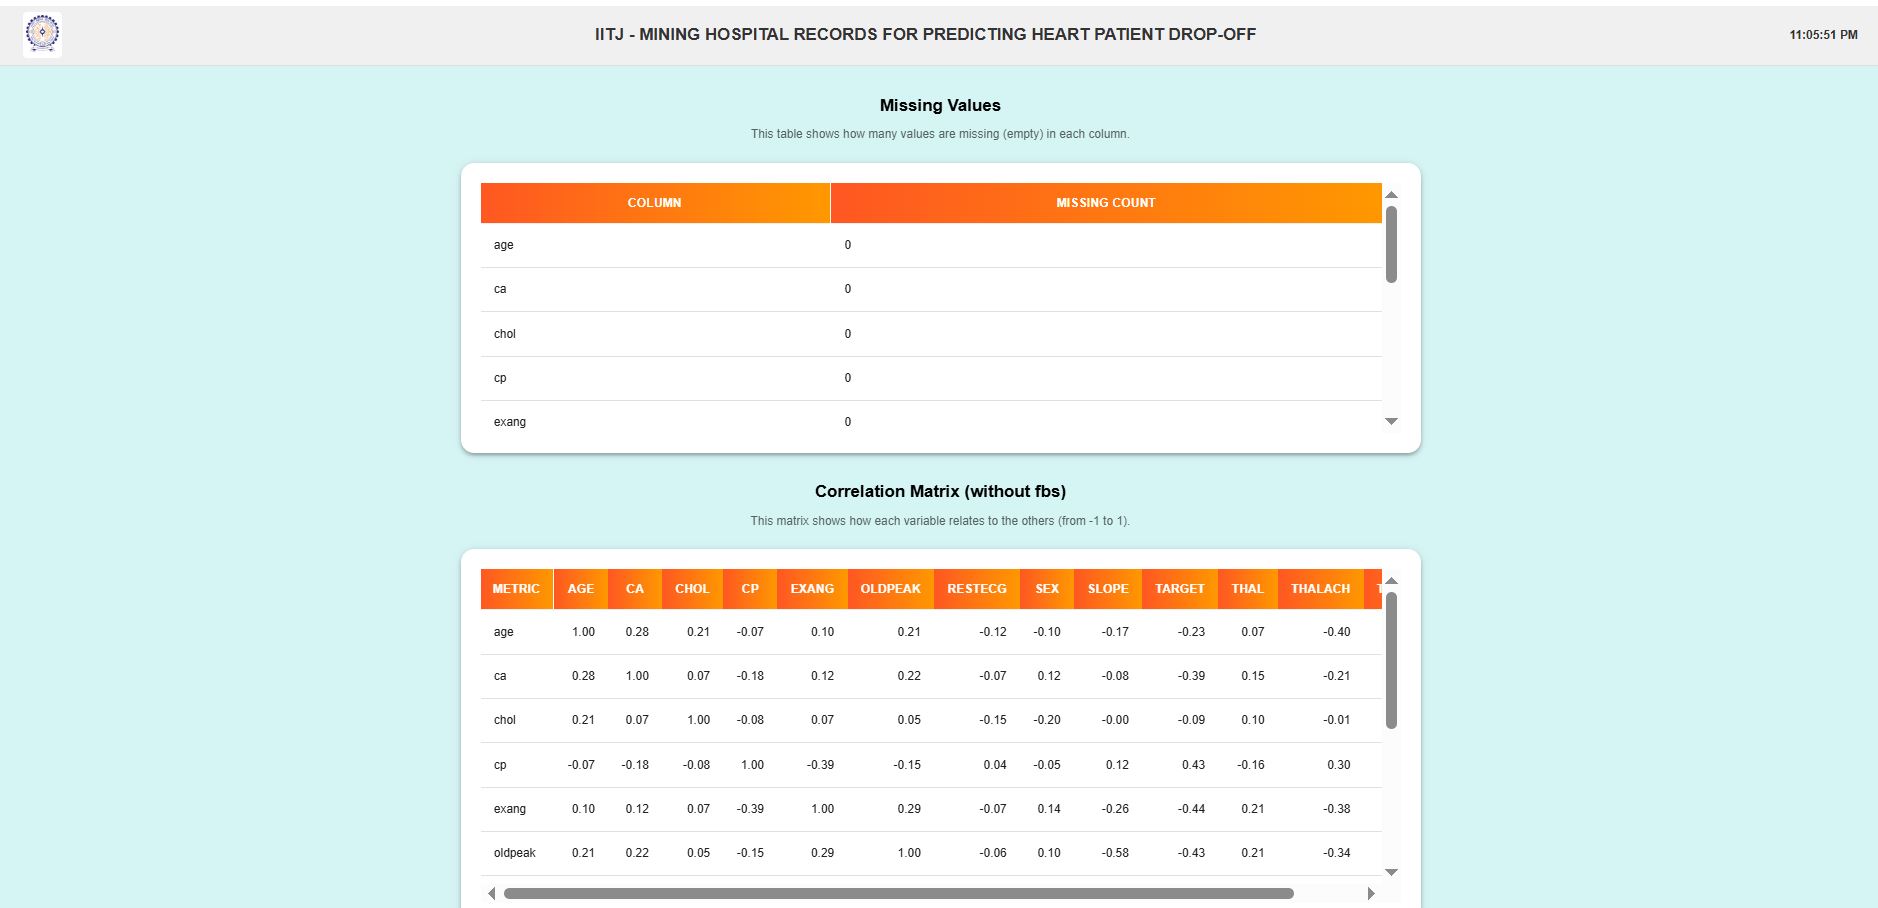 IITJ - MINING HOSPITAL RECORDS FOR PREDICTING HEART PATIENT DROP-OFF
11:05:51 PM
Missing Values
This table shows how many values are missing (empty) in each column.
COLUMN MISSING COUNT
age 0
ca 0
chol 0
cp 0
exang 0
Correlation Matrix (without fbs)
This matrix shows how each variable relates to the others (from -1 to 1).
METRIC AGE CA CHOL CP EXANG OLDPEAK RESTECG SEX SLOPE TARGET THAL THALACH
age 1.00 0.28 0.21 -0.07 0.10 0.21 -0.12 -0.10 -0.17 -0.23 0.07 -0.40
ca 0.28 1.00 0.07 -0.18 0.12 0.22 -0.07 0.12 -0.08 -0.39 0.15 -0.21
chol 0.21 0.07 1.00 -0.08 0.07 0.05 -0.15 -0.20 -0.00 -0.09 0.10 -0.01
cp -0.07 -0.18 -0.08 1.00 -0.39 -0.15 0.04 -0.05 0.12 0.43 -0.16 0.30
exang 0.10 0.12 0.07 -0.39 1.00 0.29 -0.07 0.14 -0.26 -0.44 0.21 -0.38
oldpeak 0.21 0.22 0.05 -0.15 0.29 1.00 -0.06 0.10 -0.58 -0.43 0.21 -0.34